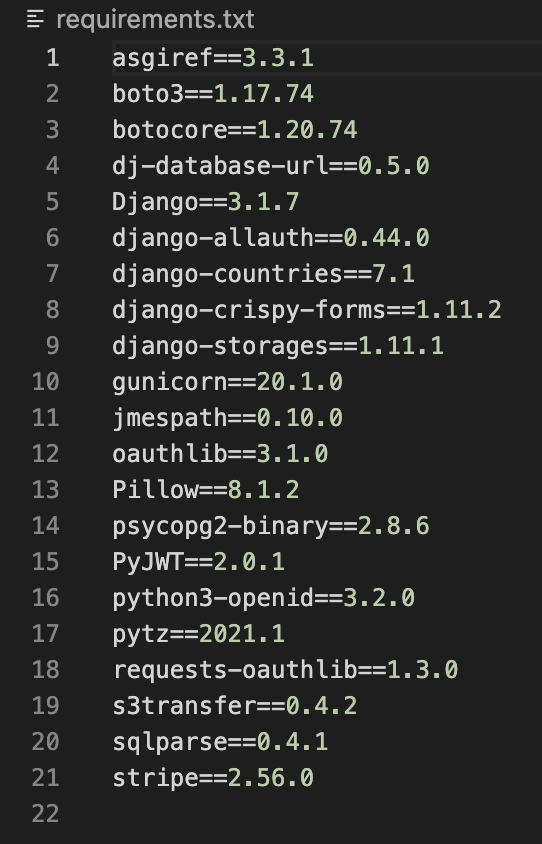 requirements.txt
1 asgiref==3.3.1
2 boto3==1.17.74
3 botocore==1.20.74
4 dj-database-url==0.5.0
5 Django==3.1.7
6 django-allauth==0.44.0
7 django-countries==7.1
8 django-crispy-forms==1.11.2
9 django-storages==1.11.1
10 gunicorn==20.1.0
11 jmespath==0.10.0
12 oauthlib==3.1.0
13 Pillow==8.1.2
14 psycopg2-binary==2.8.6
15 PyJWT==2.0.1
16 python3-openid==3.2.0
17 pytz==2021.1
18 requests-oauthlib==1.3.0
19 s3transfer==0.4.2
20 sqlparse==0.4.1
21 stripe==2.56.0
22